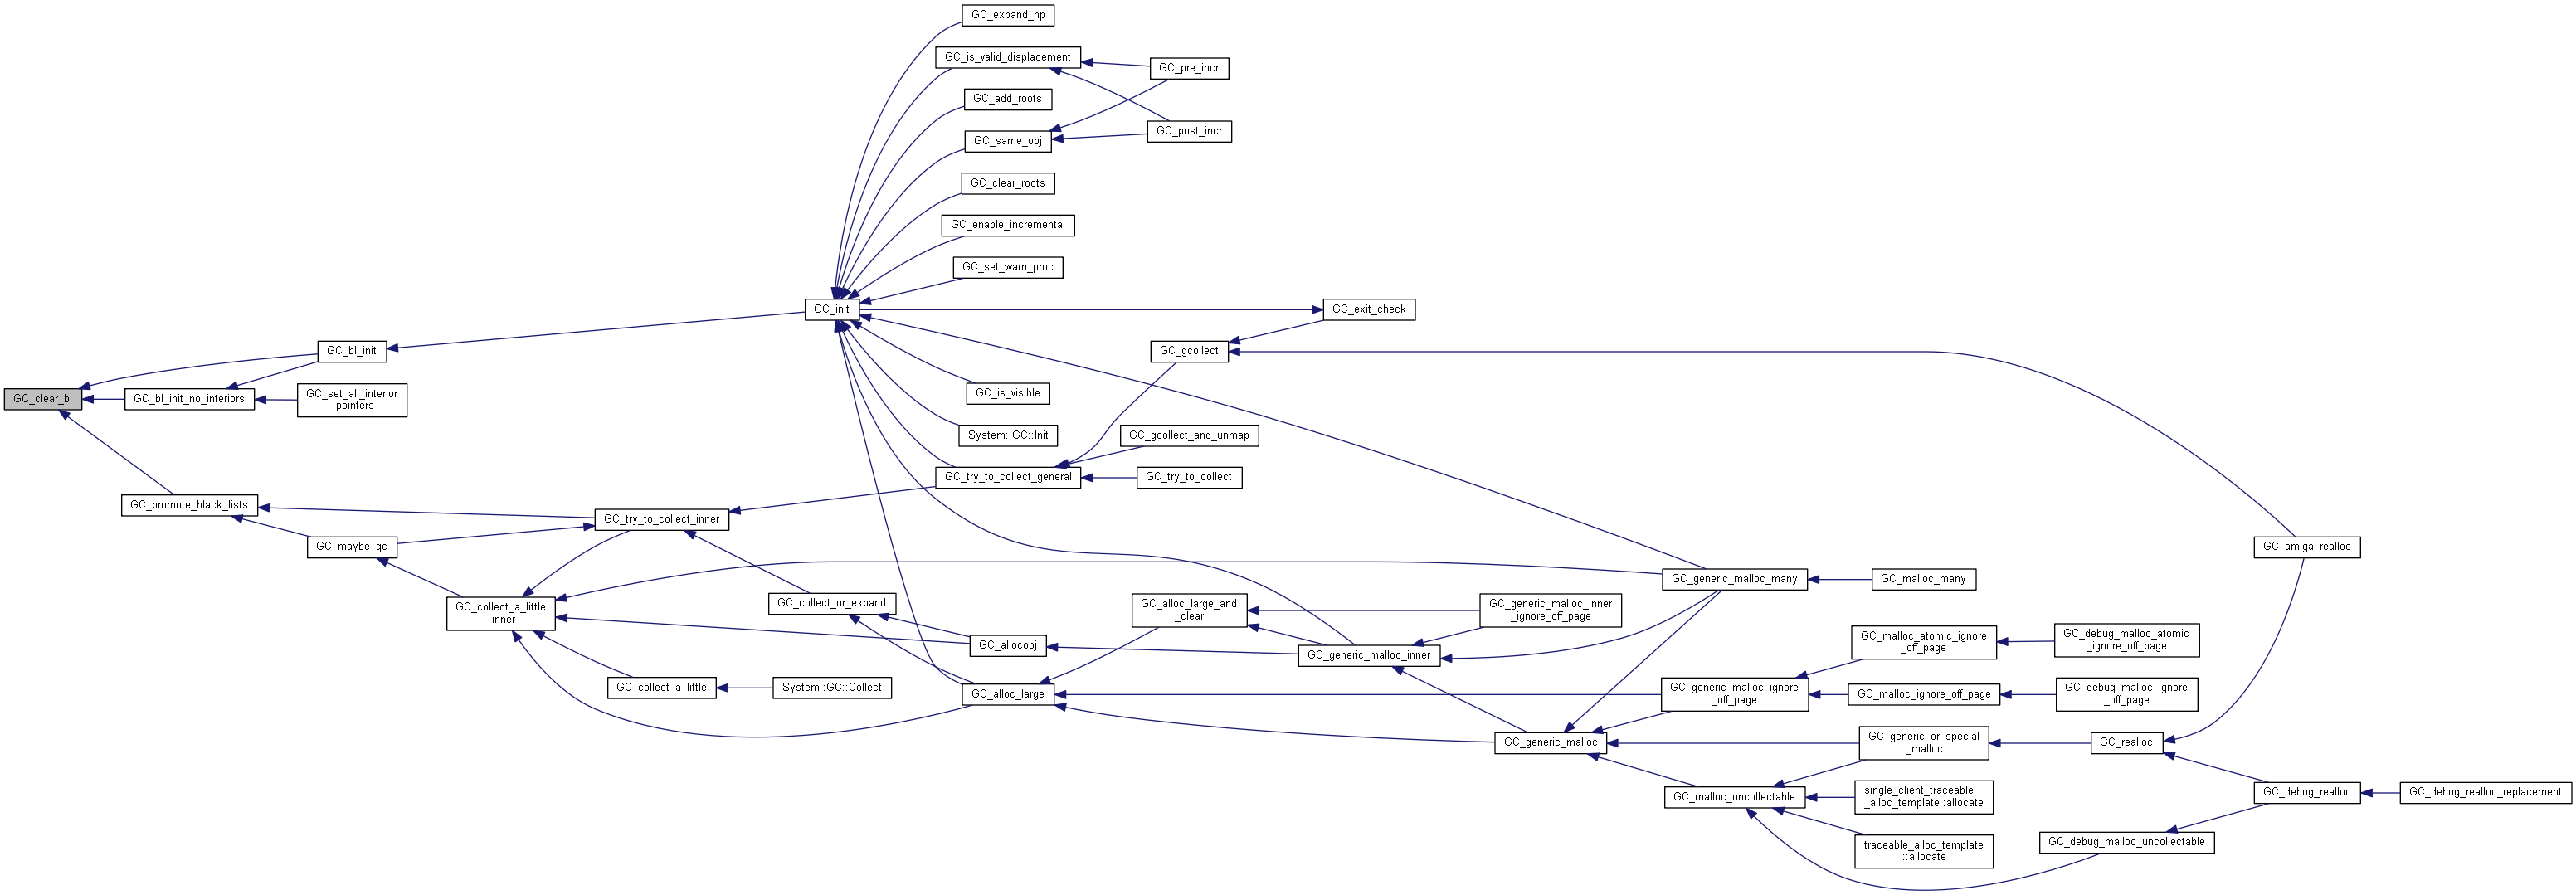 GC_expand_hp
GC_is_valid_displacement
GC_pre_incr
GC_add_roots
GC_post_incr
GC_same_obj
GC_clear_roots
GC_enable_incremental
GC_set_warn_proc
GC_init
GC_exit_check
GC_bl_init
GC_gcollect
GC_clear_bl
GC_bl_init_no_interiors
GC_set_all_interior
_pointers
GC_is_visible
System::GC::Init
GC_gcollect_and_unmap
GC_try_to_collect_general
GC_try_to_collect
GC_promote_black_lists
GC_try_to_collect_inner
GC_maybe_gc
GC_amiga_realloc
GC_generic_malloc_many
GC_malloc_many
GC_collect_a_little
_inner
GC_collect_or_expand
GC_alloc_large_and
_clear
GC_generic_malloc_inner
_ignore_off_page
GC_allocobj
GC_generic_malloc_inner
GC_malloc_atomic_ignore
_off_page
GC_debug_malloc_atomic
_ignore_off_page
GC_collect_a_little
System::GC::Collect
GC_alloc_large
GC_generic_malloc_ignore
_off_page
GC_malloc_ignore_off_page
GC_debug_malloc_ignore
_off_page
GC_generic_malloc
GC_generic_or_special
_malloc
GC_realloc
GC_malloc_uncollectable
single_client_traceable
_alloc_template::allocate
GC_debug_realloc
GC_debug_realloc_replacement
traceable_alloc_template
::allocate
GC_debug_malloc_uncollectable